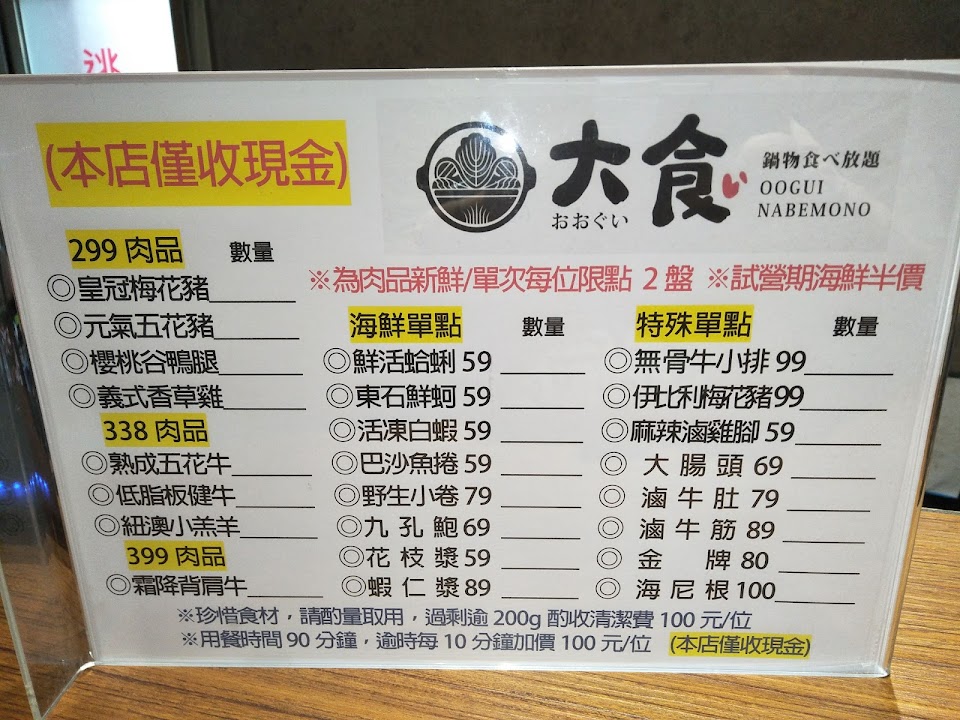 逃
(本店僅收現金)
大食い
おおぐい
鍋物食べ放題
OOGUI
NABEMONO
299 肉品 數量
※為肉品新鮮/單次每位限點 2 盤 ※試營期海鮮半價
◎皇冠梅花豬
◎元氣五花豬
◎櫻桃谷鴨腿
◎義式香草雞
338 肉品
◎熟成五花牛
◎低脂板健牛
◎紐澳小羔羊
399 肉品
◎霜降背肩牛
海鮮單點 數量
◎鮮活蛤蜊 59
◎東石鮮蚵 59
◎活凍白蝦 59
◎巴沙魚捲 59
◎野生小卷 79
◎九孔鮑 69
◎花枝漿 59
◎蝦仁漿 89
特殊單點 數量
◎無骨牛小排 99
◎伊比利梅花豬 99
◎麻辣滷雞腳 59
◎大腸頭 69
◎滷牛肚 79
◎滷牛筋 89
◎金牌 80
◎海尼根 100
※珍惜食材，請酌量取用，過剩逾 200g 酌收清潔費 100 元/位
※用餐時間 90 分鐘，逾時每 10 分鐘加價 100 元/位 (本店僅收現金)